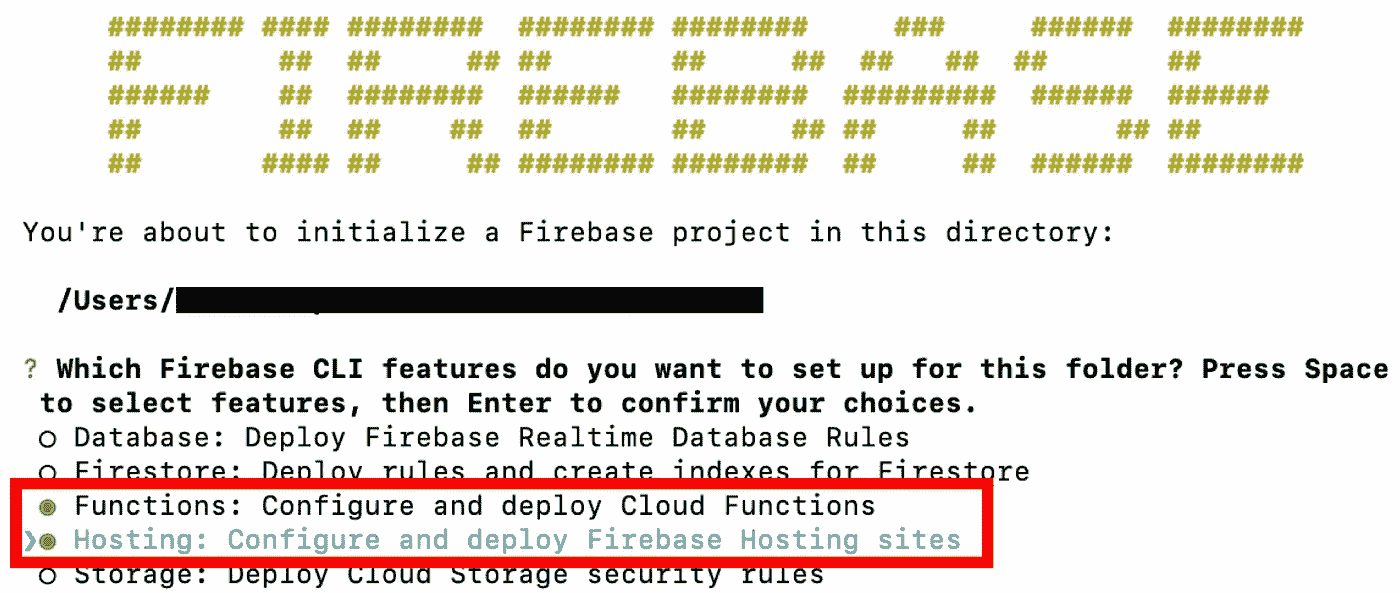 FIREBASE
You're about to initialize a Firebase project in this directory:
/Users/
? Which Firebase CLI features do you want to set up for this folder? Press Space
to select features, then Enter to confirm your choices.
○ Database: Deploy Firebase Realtime Database Rules
○ Firestore: Deploy rules and create indexes for Firestore
◉ Functions: Configure and deploy Cloud Functions
❯◉ Hosting: Configure and deploy Firebase Hosting sites
○ Storage: Deploy Cloud Storage security rules